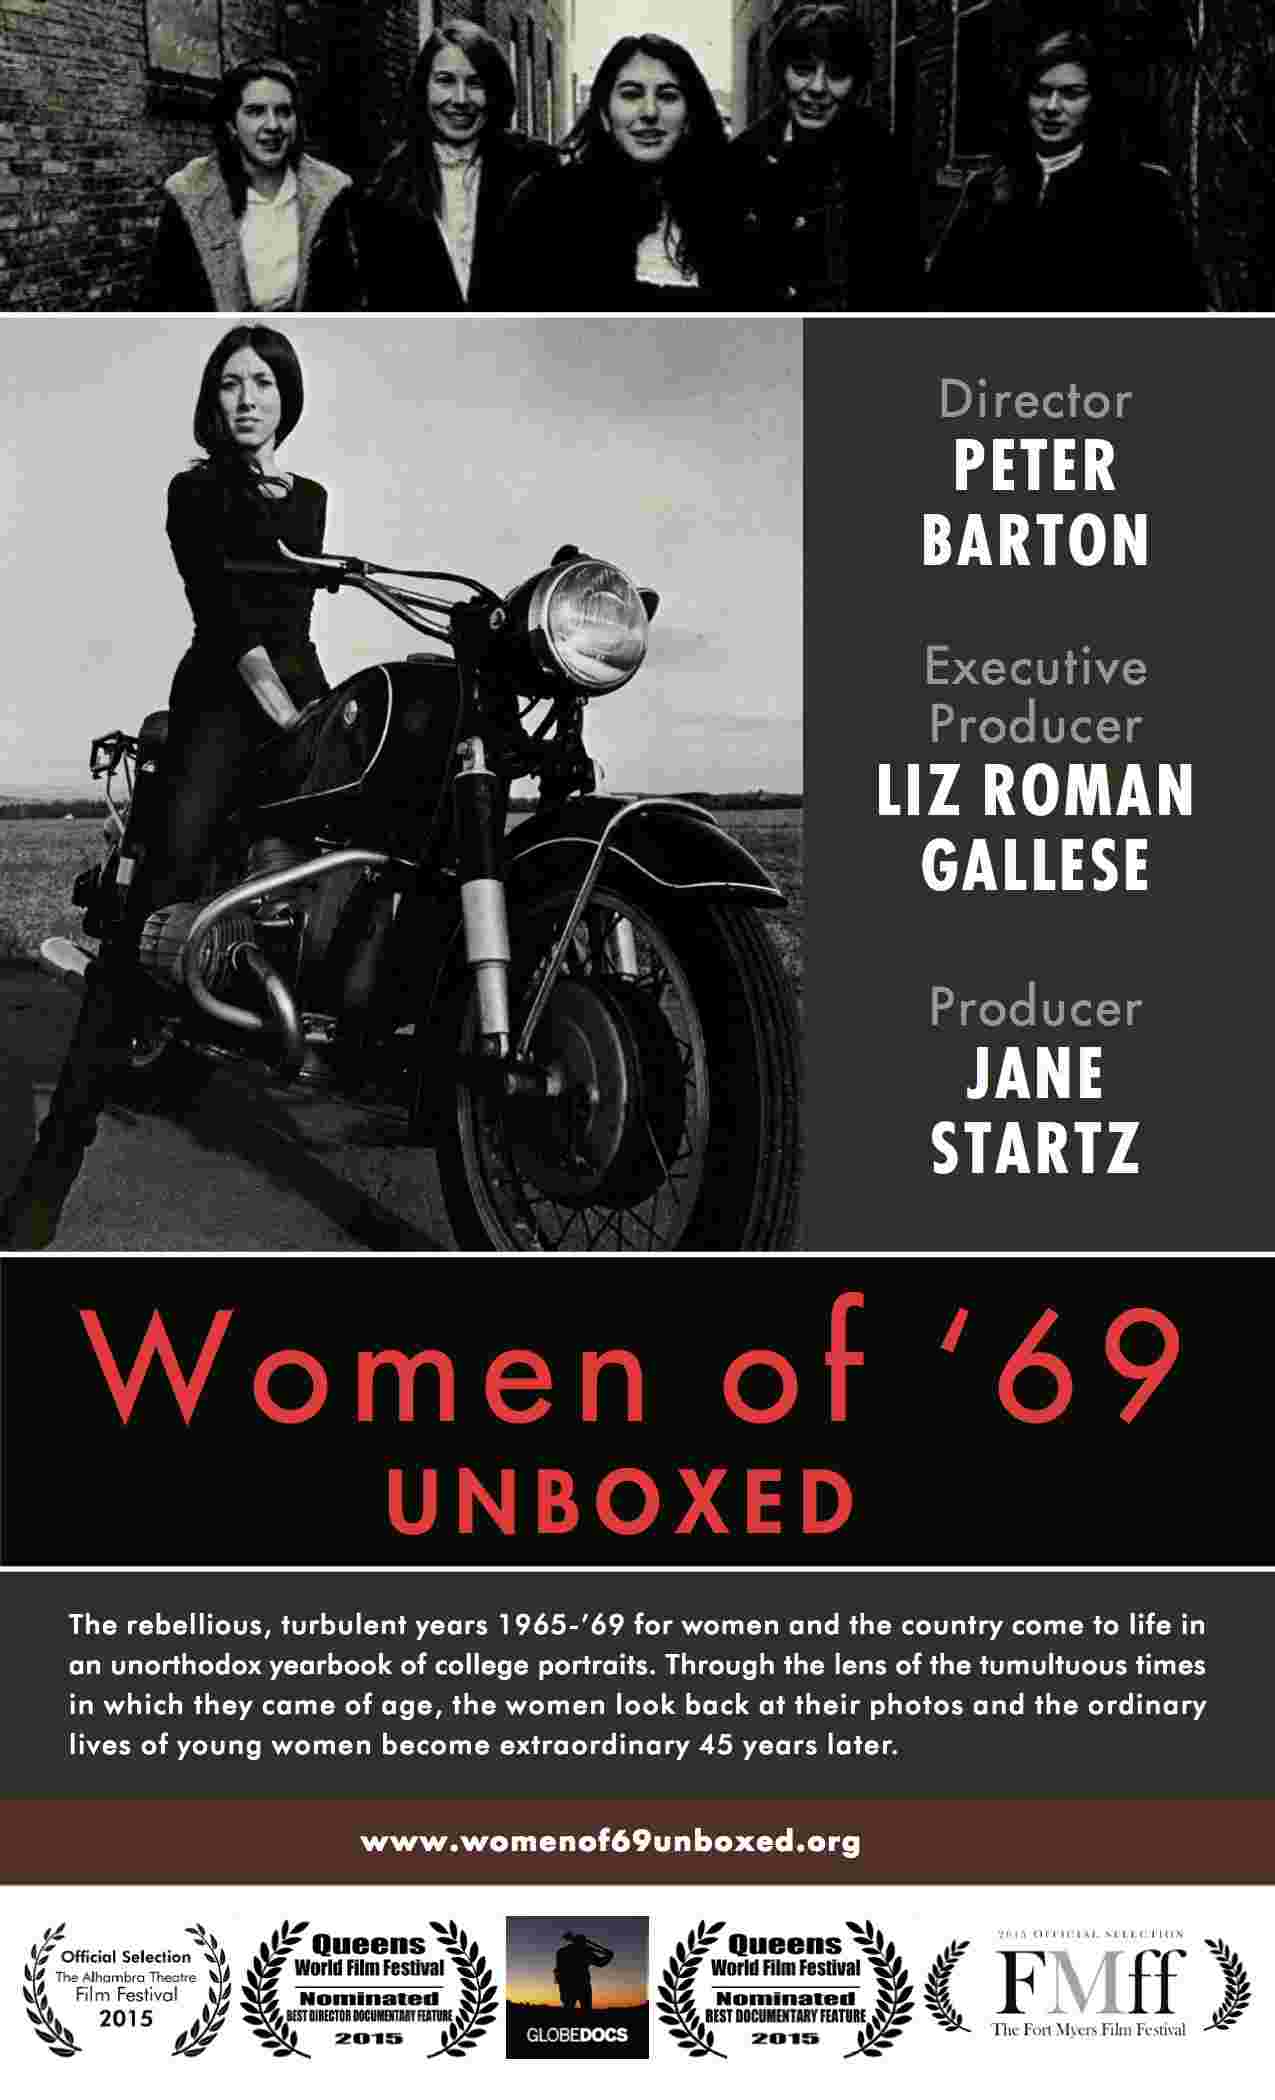 Director
PETER
BARTON
Executive
Producer
LIZ ROMAN
GALLESE
Producer
JANE
STARTZ
Women of ’69
UNBOXED
The rebellious, turbulent years 1965-’69 for women and the country come to life in
an unorthodox yearbook of college portraits. Through the lens of the tumultuous times
in which they came of age, the women look back at their photos and the ordinary
lives of young women become extraordinary 45 years later.
www.womenof69unboxed.org
Official Selection
The Alhambra Theatre
Film Festival
2015
Queens
World Film Festival
Nominated
BEST DIRECTOR DOCUMENTARY FEATURE
2015
GLOBEDOCS
Queens
World Film Festival
Nominated
BEST DOCUMENTARY FEATURE
2015
2015 OFFICIAL SELECTION
FMff
The Fort Myers Film Festival